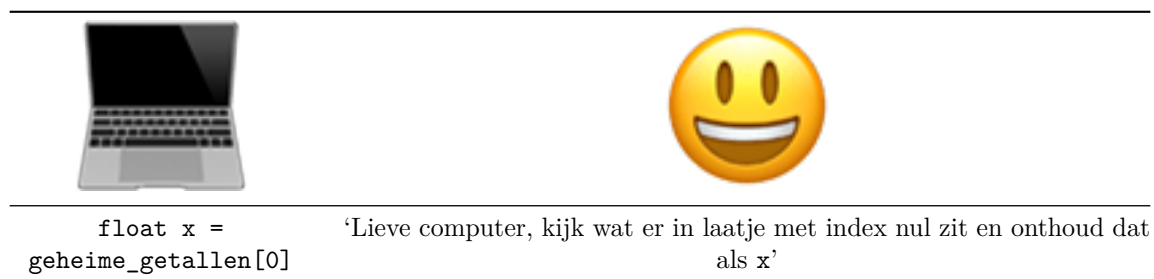 float x =
geheime_getallen[0]
‘Lieve computer, kijk wat er in laatje met index nul zit en onthoud dat
als x’